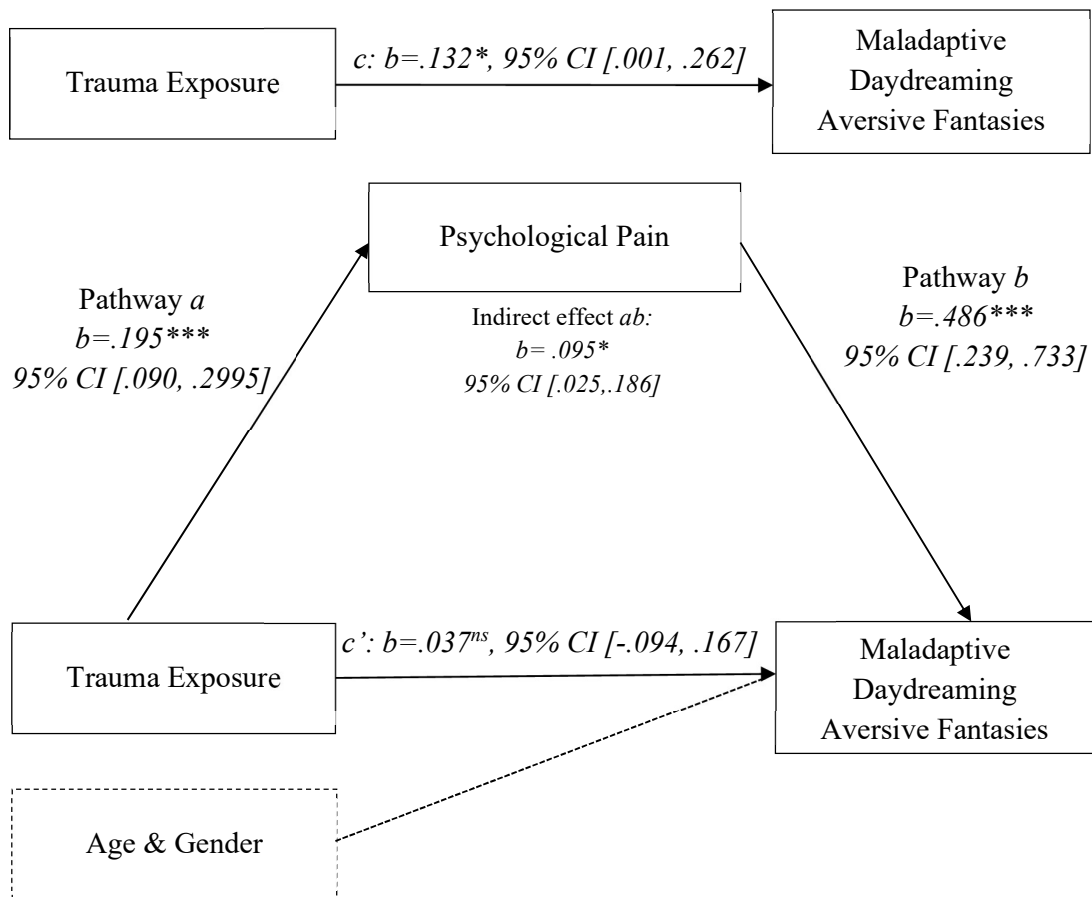 Trauma Exposure
c: b=.132*, 95% CI [.001, .262]
Maladaptive
Daydreaming
Aversive Fantasies
Psychological Pain
Pathway a
b=.195***
95% CI [.090, .2995]
Indirect effect ab:
b= .095*
95% CI [.025,.186]
Pathway b
b=.486***
95% CI [.239, .733]
Trauma Exposure
c’: b=.037ns, 95% CI [-.094, .167]
Maladaptive
Daydreaming
Aversive Fantasies
Age & Gender